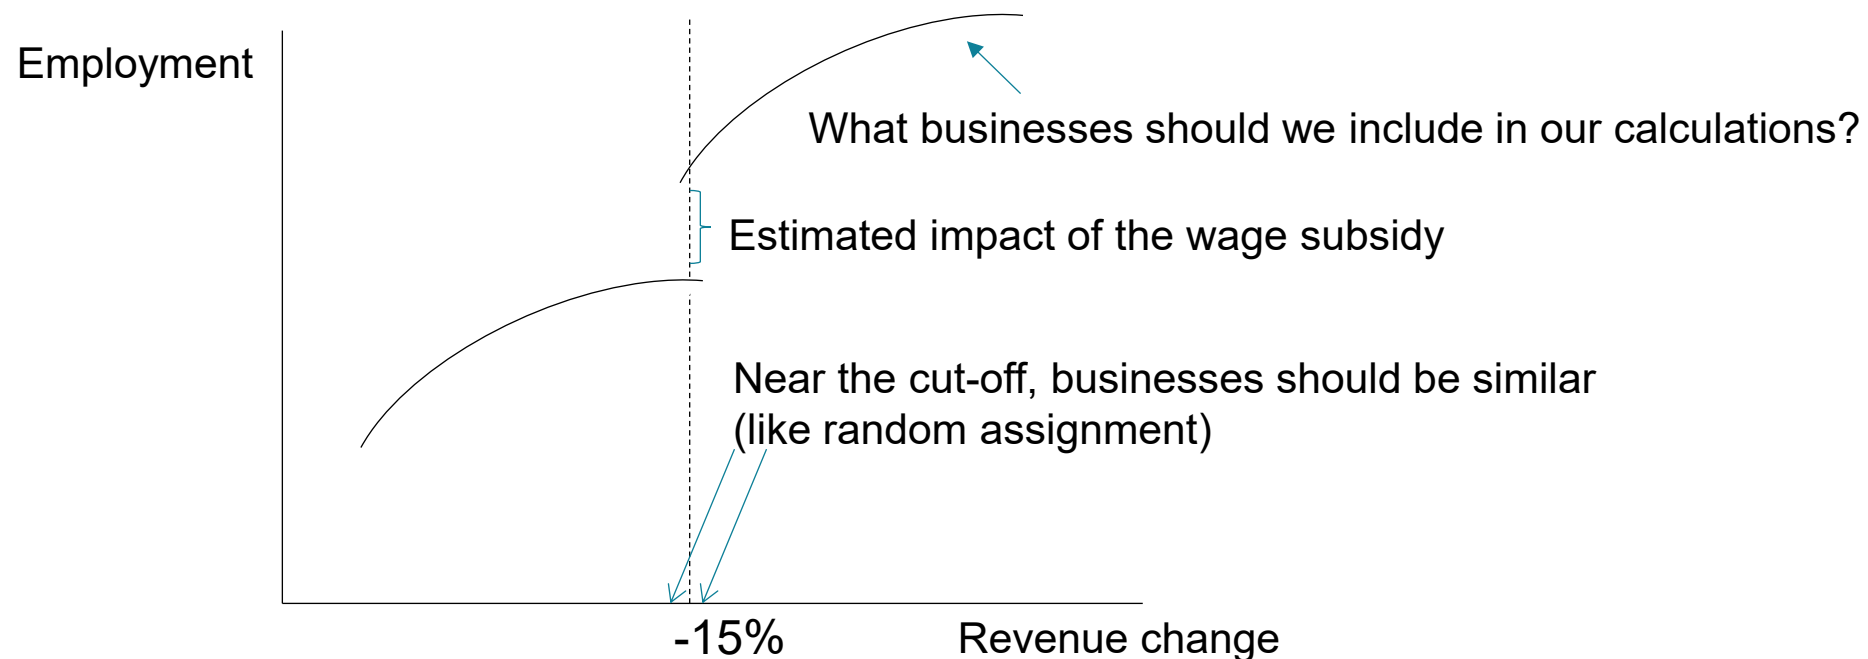 Employment
What businesses should we include in our calculations?
Estimated impact of the wage subsidy
Near the cut-off, businesses should be similar
(like random assignment)
-15%
Revenue change